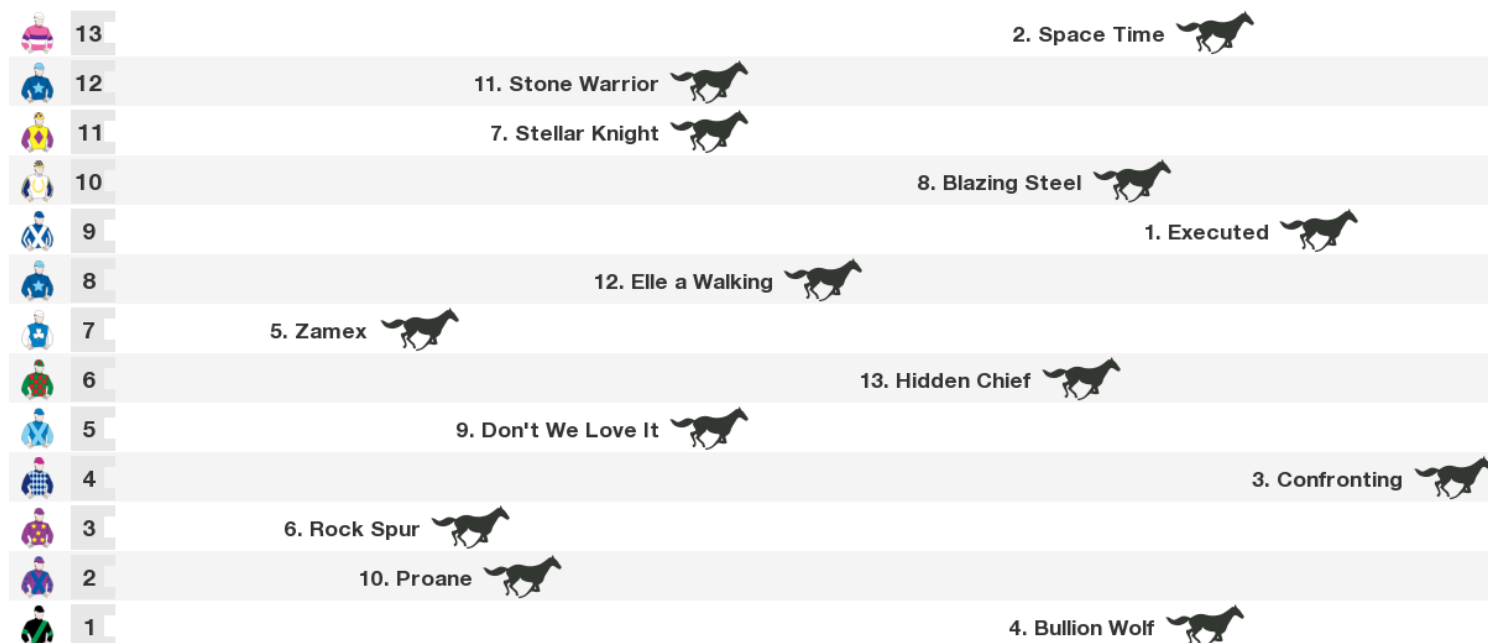 13 2. Space Time
12 11. Stone Warrior
11 7. Stellar Knight
10 8. Blazing Steel
9 1. Executed
8 12. Elle a Walking
7 5. Zamex
6 13. Hidden Chief
5 9. Don't We Love It
4 3. Confronting
3 6. Rock Spur
2 10. Proane
1 4. Bullion Wolf